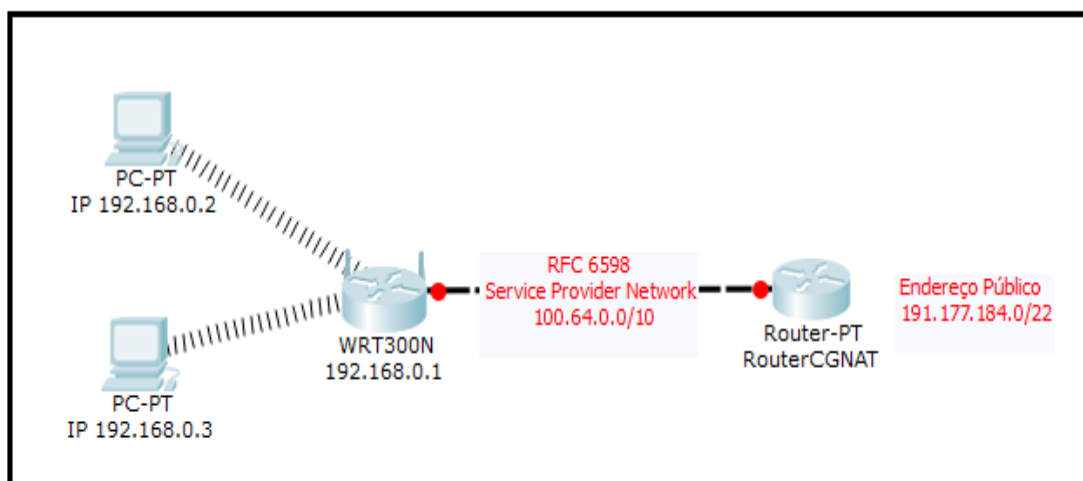 PC-PT
IP 192.168.0.2
PC-PT
IP 192.168.0.3
WRT300N
192.168.0.1
RFC 6598
Service Provider Network
100.64.0.0/10
Router-PT
RouterCGNAT
Endereço Público
191.177.184.0/22